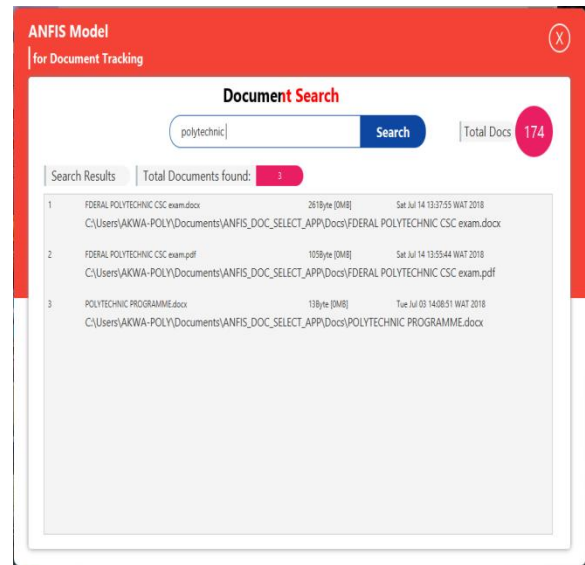 ANFIS Model
for Document Tracking
X
Document Search
polytechnic
Search
Total Docs 174
Search Results Total Documents found: 3
1 FDERAL POLYTECHNIC CSC exam.docx 261Byte [0MB] Sat Jul 14 13:37:55 WAT 2018
C:\Users\AKWA-POLY\Documents\ANFIS_DOC_SELECT_APP\Docs\FDERAL POLYTECHNIC CSC exam.docx
2 FDERAL POLYTECHNIC CSC exam.pdf 105Byte [0MB] Sat Jul 14 13:55:44 WAT 2018
C:\Users\AKWA-POLY\Documents\ANFIS_DOC_SELECT_APP\Docs\FDERAL POLYTECHNIC CSC exam.pdf
3 POLYTECHNIC PROGRAMME.docx 13Byte [0MB] Tue Jul 03 14:08:51 WAT 2018
C:\Users\AKWA-POLY\Documents\ANFIS_DOC_SELECT_APP\Docs\POLYTECHNIC PROGRAMME.docx